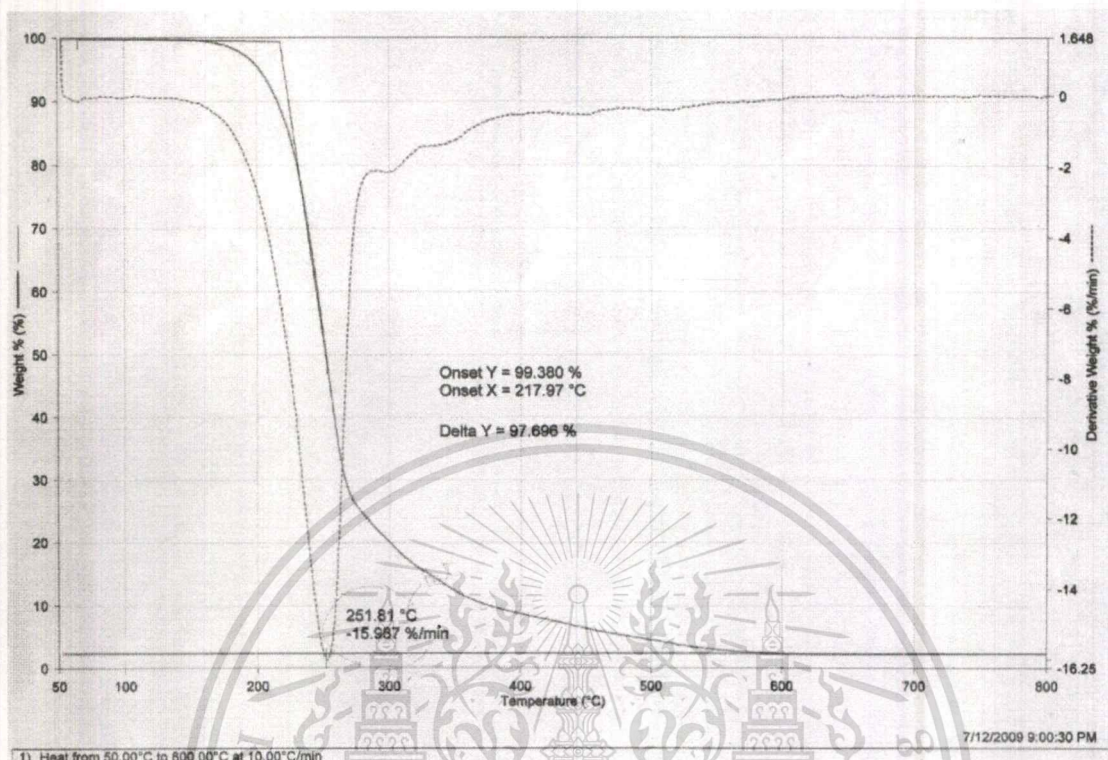 100
90
80
70
60
50
40
30
20
10
0
Weight % (%)
1.648
0
-2
-4
-6
-8
-10
-12
-14
-16.25
Derivative Weight % (%/min)
Onset Y = 99.380 %
Onset X = 217.97 °C
Delta Y = 97.696 %
251.81 °C
-15.987 %/min
50 100 200 300 400 500 600 700 800
Temperature (°C)
7/12/2009 9:00:30 PM
1) Heat from 50.00°C to 800.00°C at 10.00°C/min